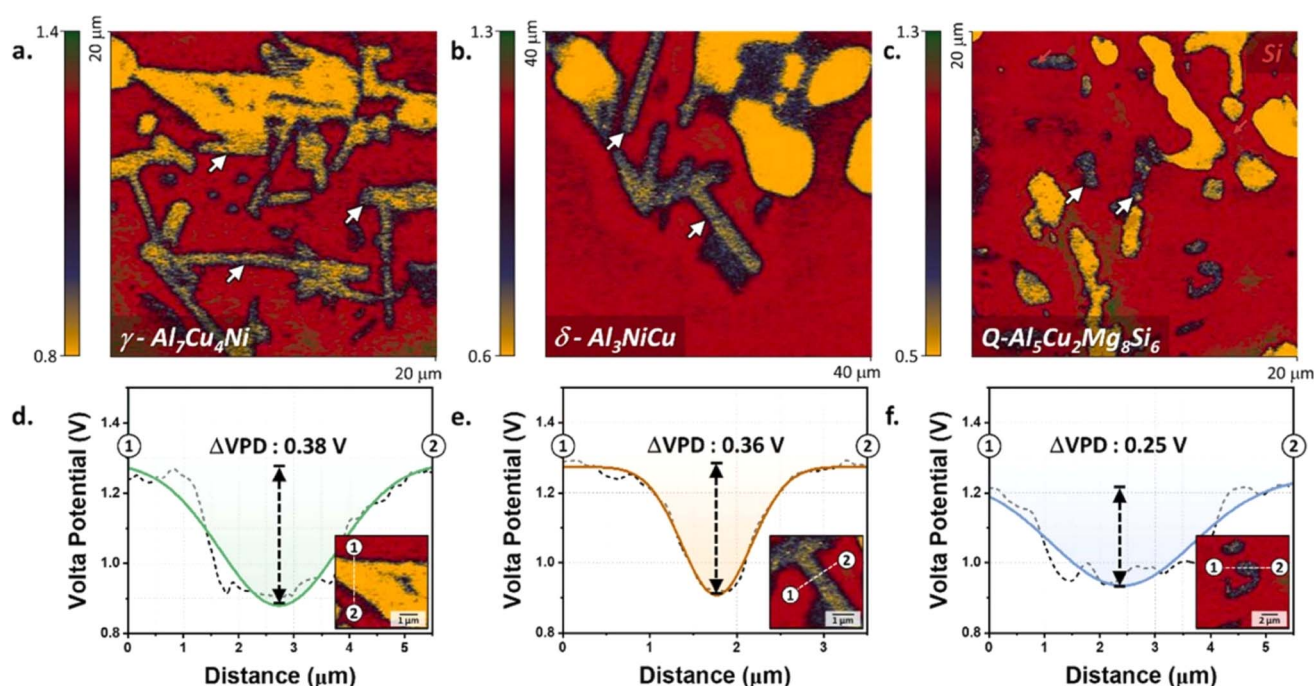 a.
1.4
0.8
20 μm
γ - Al₇Cu₄Ni
20 μm
b.
1.3
0.6
40 μm
δ - Al₃NiCu
40 μm
c.
1.3
0.5
20 μm
Si
Q-Al₅Cu₂Mg₈Si₆
20 μm
d.
Volta Potential (V)
1.4
1.2
1.0
0.8
1
2
ΔVPD : 0.38 V
1
2
1 μm
0 1 2 3 4 5
Distance (μm)
e.
Volta Potential (V)
1.4
1.2
1.0
0.8
1
2
ΔVPD : 0.36 V
1
2
1 μm
0 1 2 3
Distance (μm)
f.
Volta Potential (V)
1.4
1.2
1.0
0.8
1
2
ΔVPD : 0.25 V
1
2
2 μm
0 1 2 3 4 5
Distance (μm)